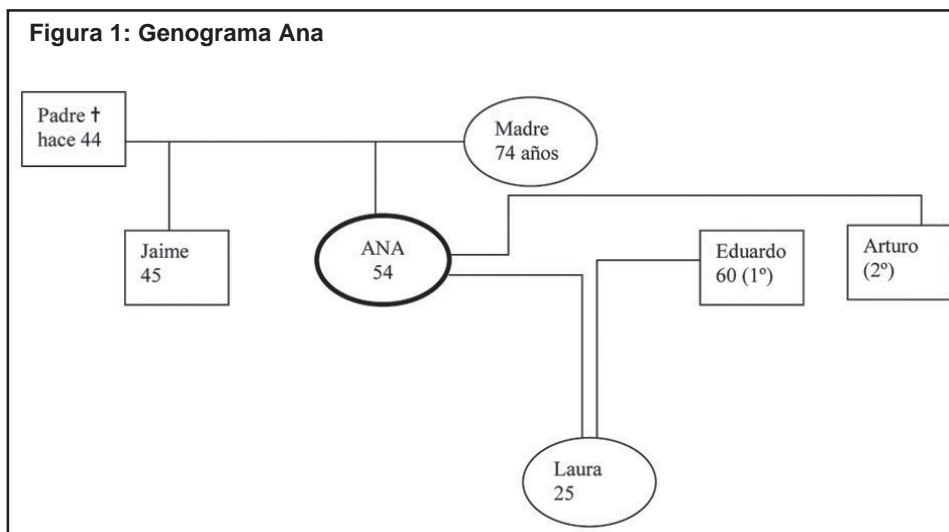 Figura 1: Genograma Ana
Padre ✝
hace 44
Madre
74 años
Jaime
45
ANA
54
Eduardo
60 (1º)
Arturo
(2º)
Laura
25